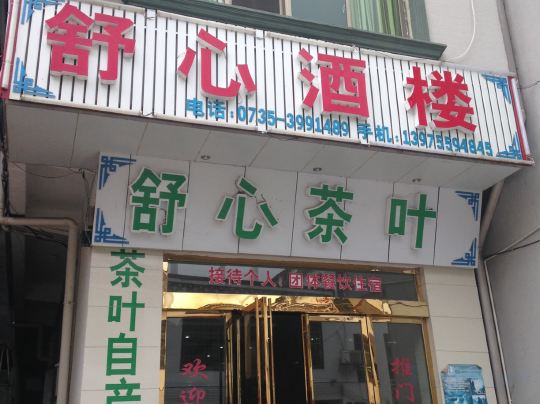 舒心酒楼
电话:0735-3991489 手机:13975594845
舒心茶叶
接待个人、团体餐饮住宿
茶叶自产
欢迎
推门